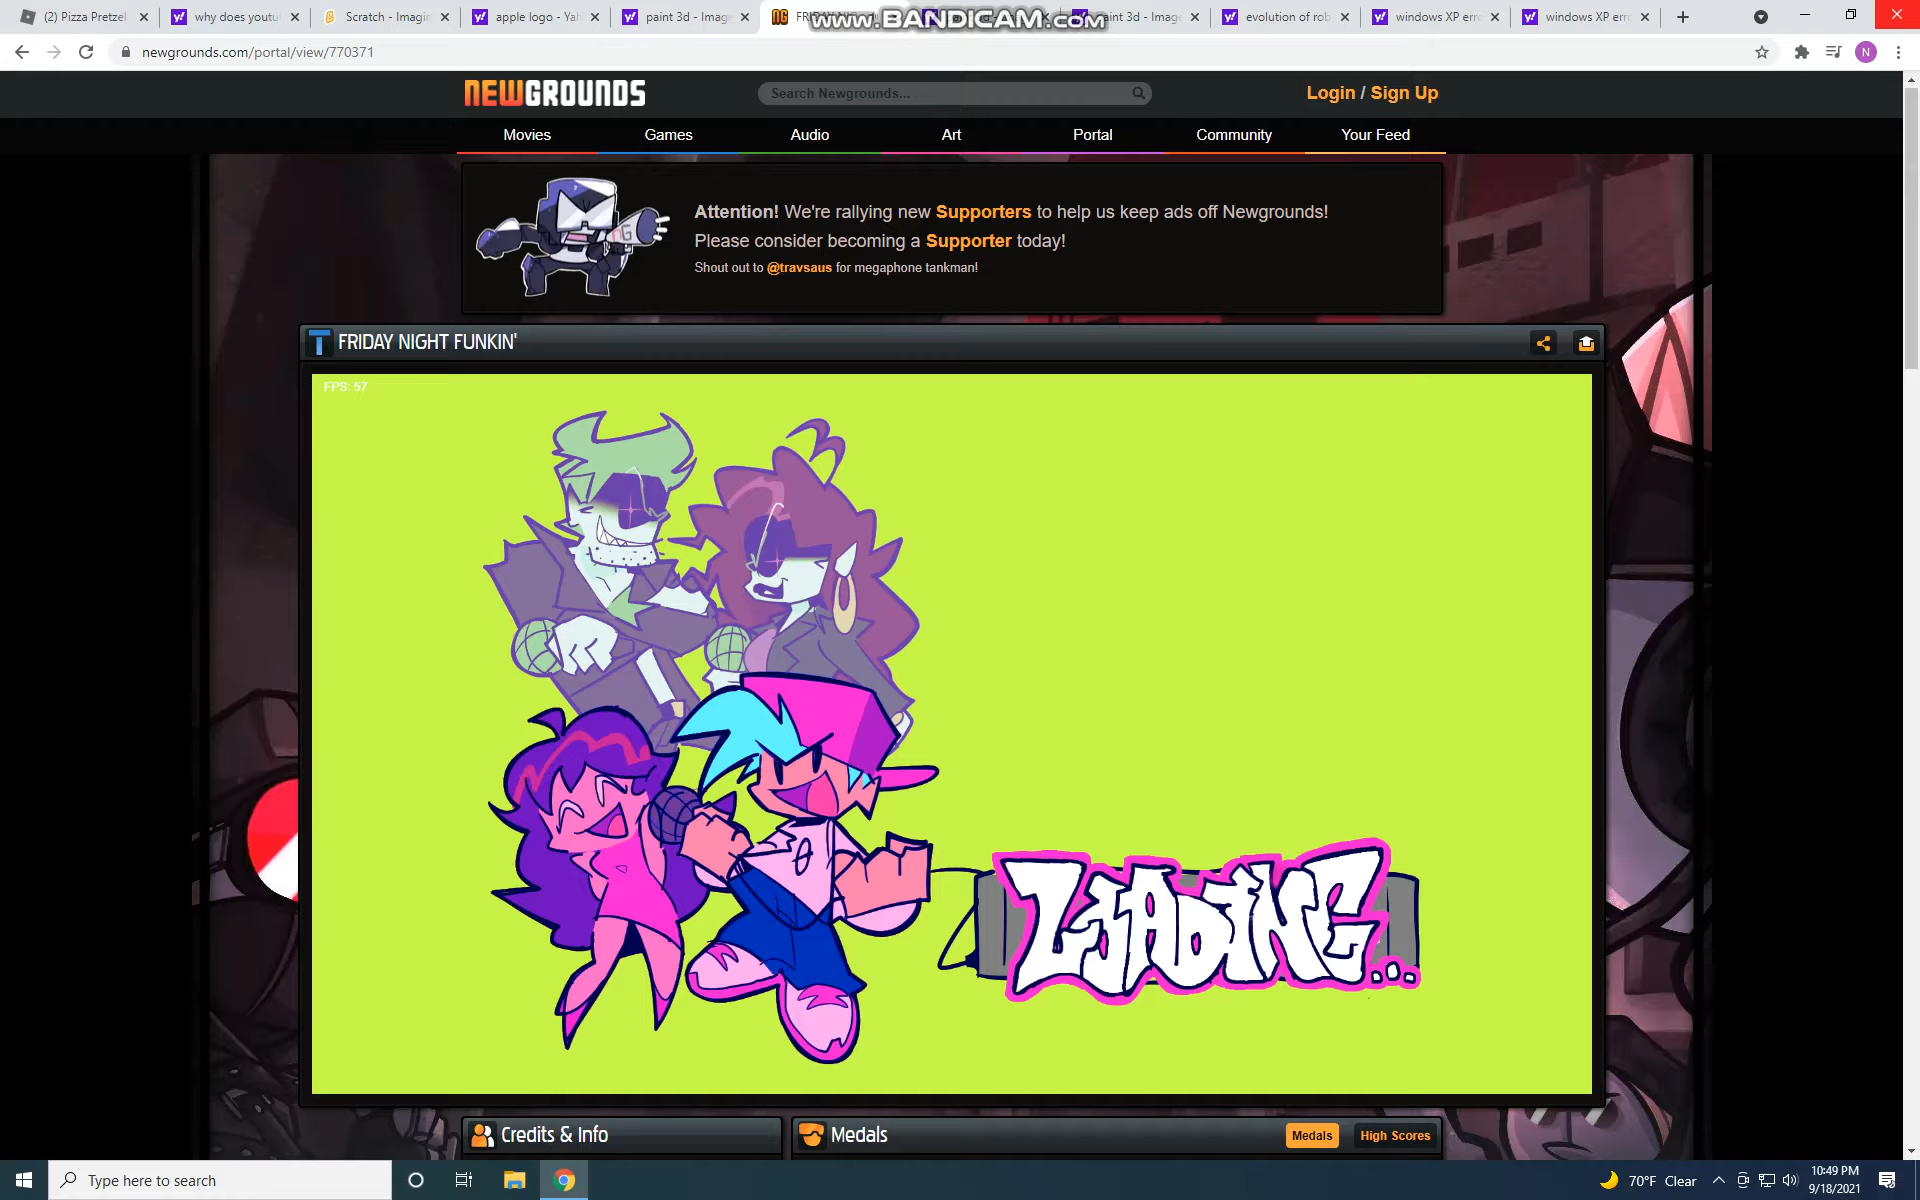 (2) Pizza Pretzel
why does youtu
Scratch - Imagin
apple logo - Yah
paint 3d - Image
www.BANDICAM.com
paint 3d - Image
evolution of rob
windows XP erro
windows XP erro
newgrounds.com/portal/view/770371
N
NEWGROUNDS
Search Newgrounds...
Login / Sign Up
Movies
Games
Audio
Art
Portal
Community
Your Feed
Attention! We're rallying new Supporters to help us keep ads off Newgrounds!
Please consider becoming a Supporter today!
Shout out to @travsaus for megaphone tankman!
FRIDAY NIGHT FUNKIN'
FPS: 57
LOADING...
Credits & Info
Medals
Medals
High Scores
Type here to search
70°F Clear
10:49 PM
9/18/2021